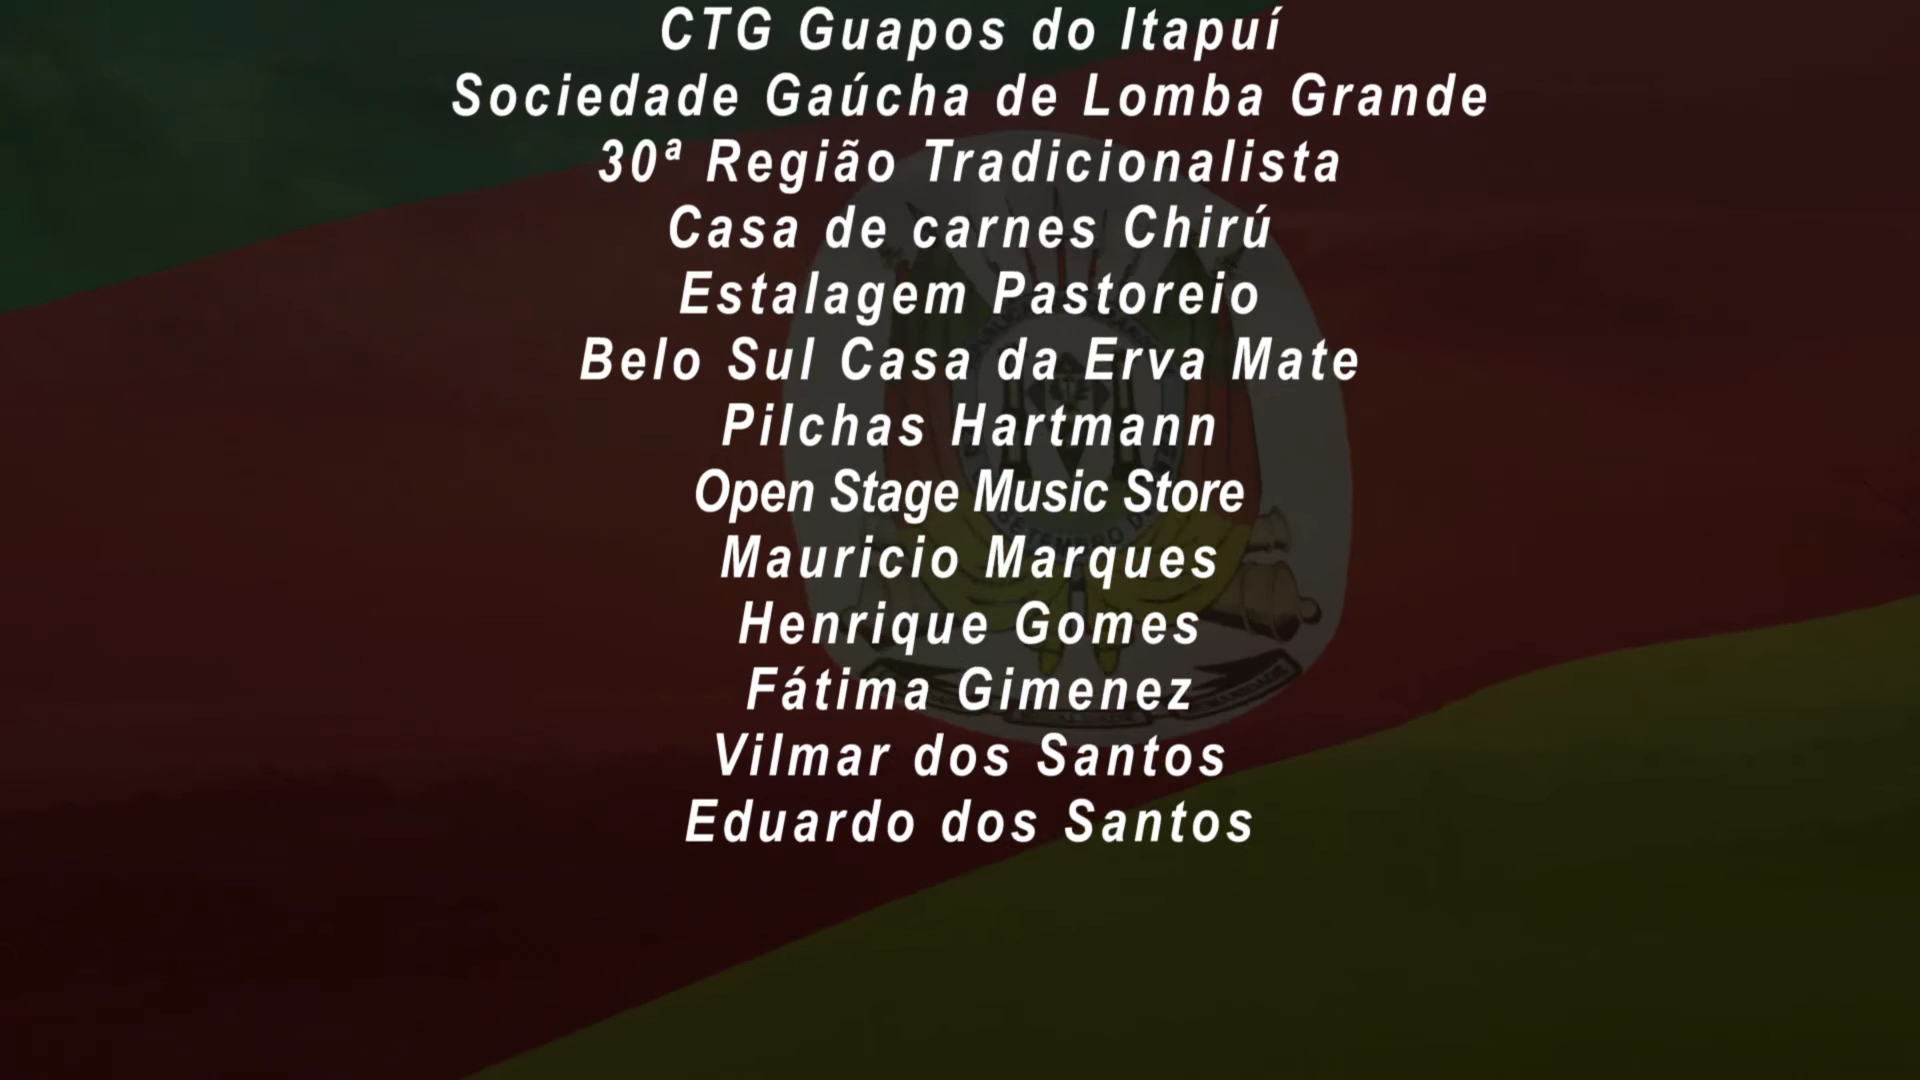 CTG Guapos do Itapuí
Sociedade Gaúcha de Lomba Grande
30ª Região Tradicionalista
Casa de carnes Chirú
Estalagem Pastoreio
Belo Sul Casa da Erva Mate
Pilchas Hartmann
Open Stage Music Store
Mauricio Marques
Henrique Gomes
Fátima Gimenez
Vilmar dos Santos
Eduardo dos Santos